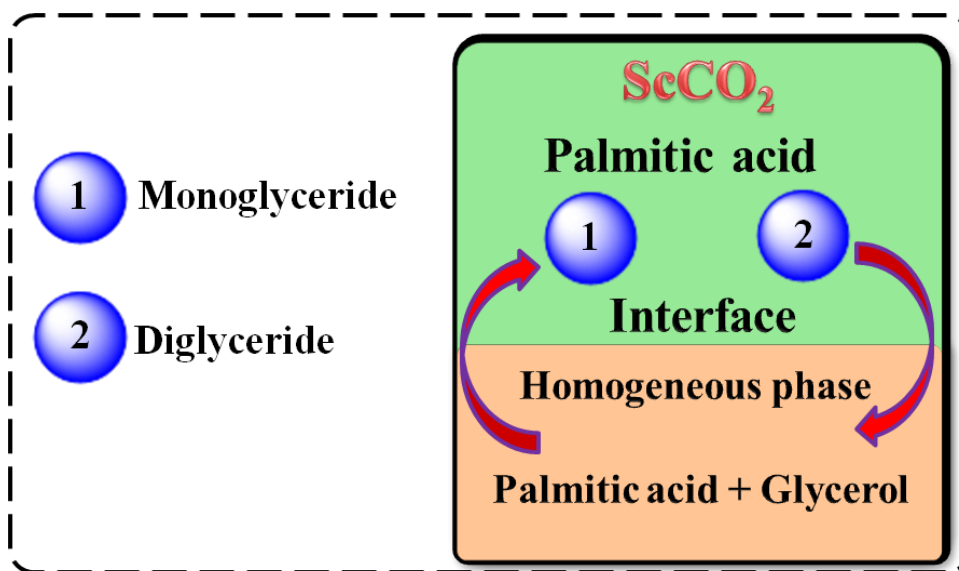 1 Monoglyceride
2 Diglyceride
ScCO₂
Palmitic acid
1 2
Interface
Homogeneous phase
Palmitic acid + Glycerol